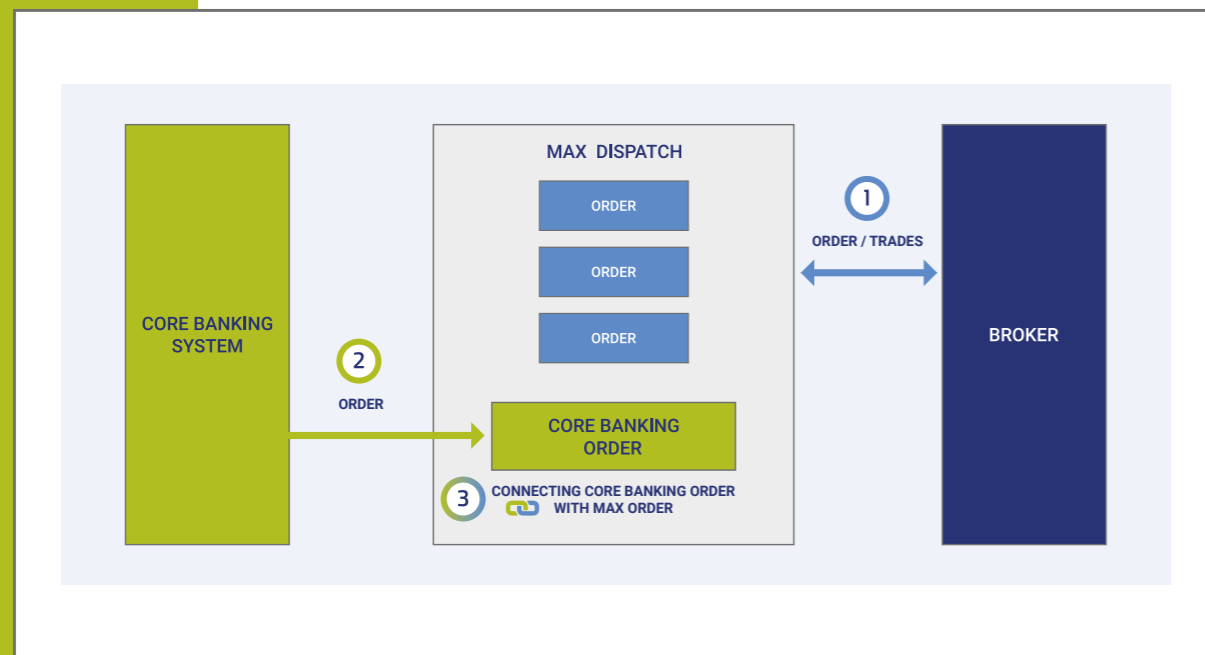 MAX DISPATCH
ORDER
ORDER
ORDER
1
ORDER / TRADES
CORE BANKING
SYSTEM
BROKER
2
ORDER
CORE BANKING
ORDER
3
CONNECTING CORE BANKING ORDER
WITH MAX ORDER